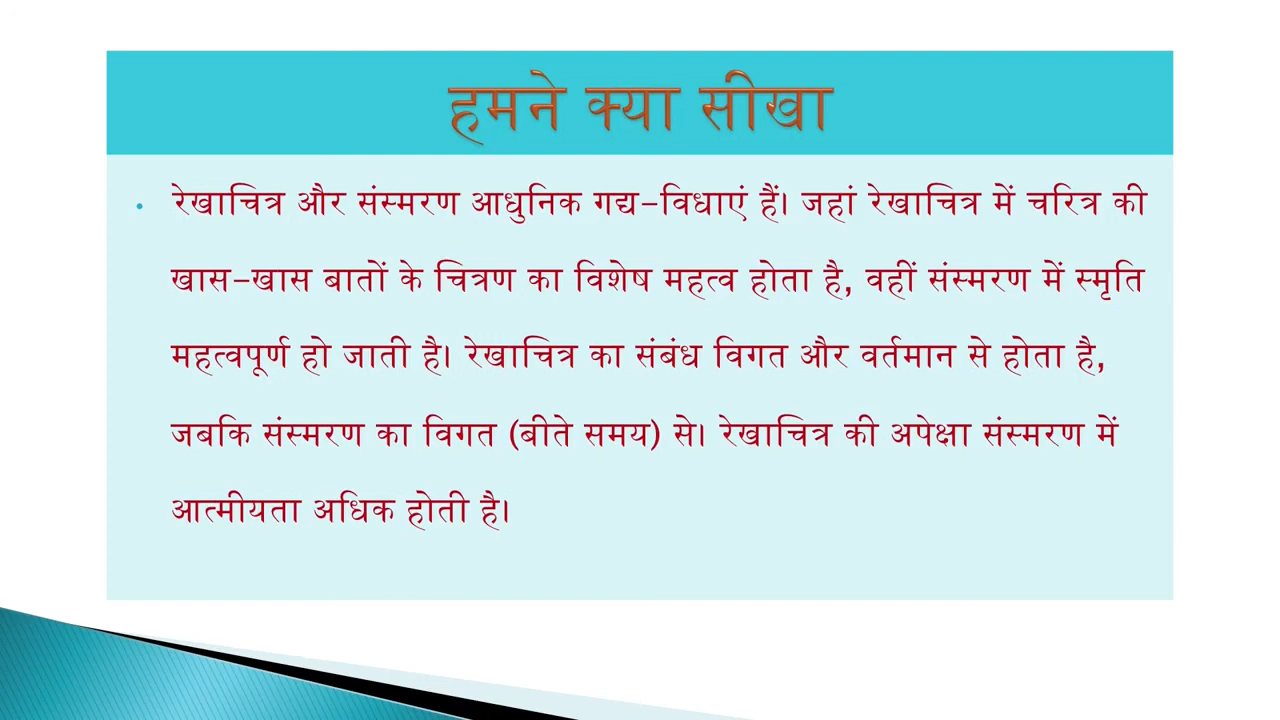 हमने क्या सीखा
• रेखाचित्र और संस्मरण आधुनिक गद्य-विधाएं हैं। जहां रेखाचित्र में चरित्र की
खास-खास बातों के चित्रण का विशेष महत्व होता है, वहीं संस्मरण में स्मृति
महत्वपूर्ण हो जाती है। रेखाचित्र का संबंध विगत और वर्तमान से होता है,
जबकि संस्मरण का विगत (बीते समय) से। रेखाचित्र की अपेक्षा संस्मरण में
आत्मीयता अधिक होती है।